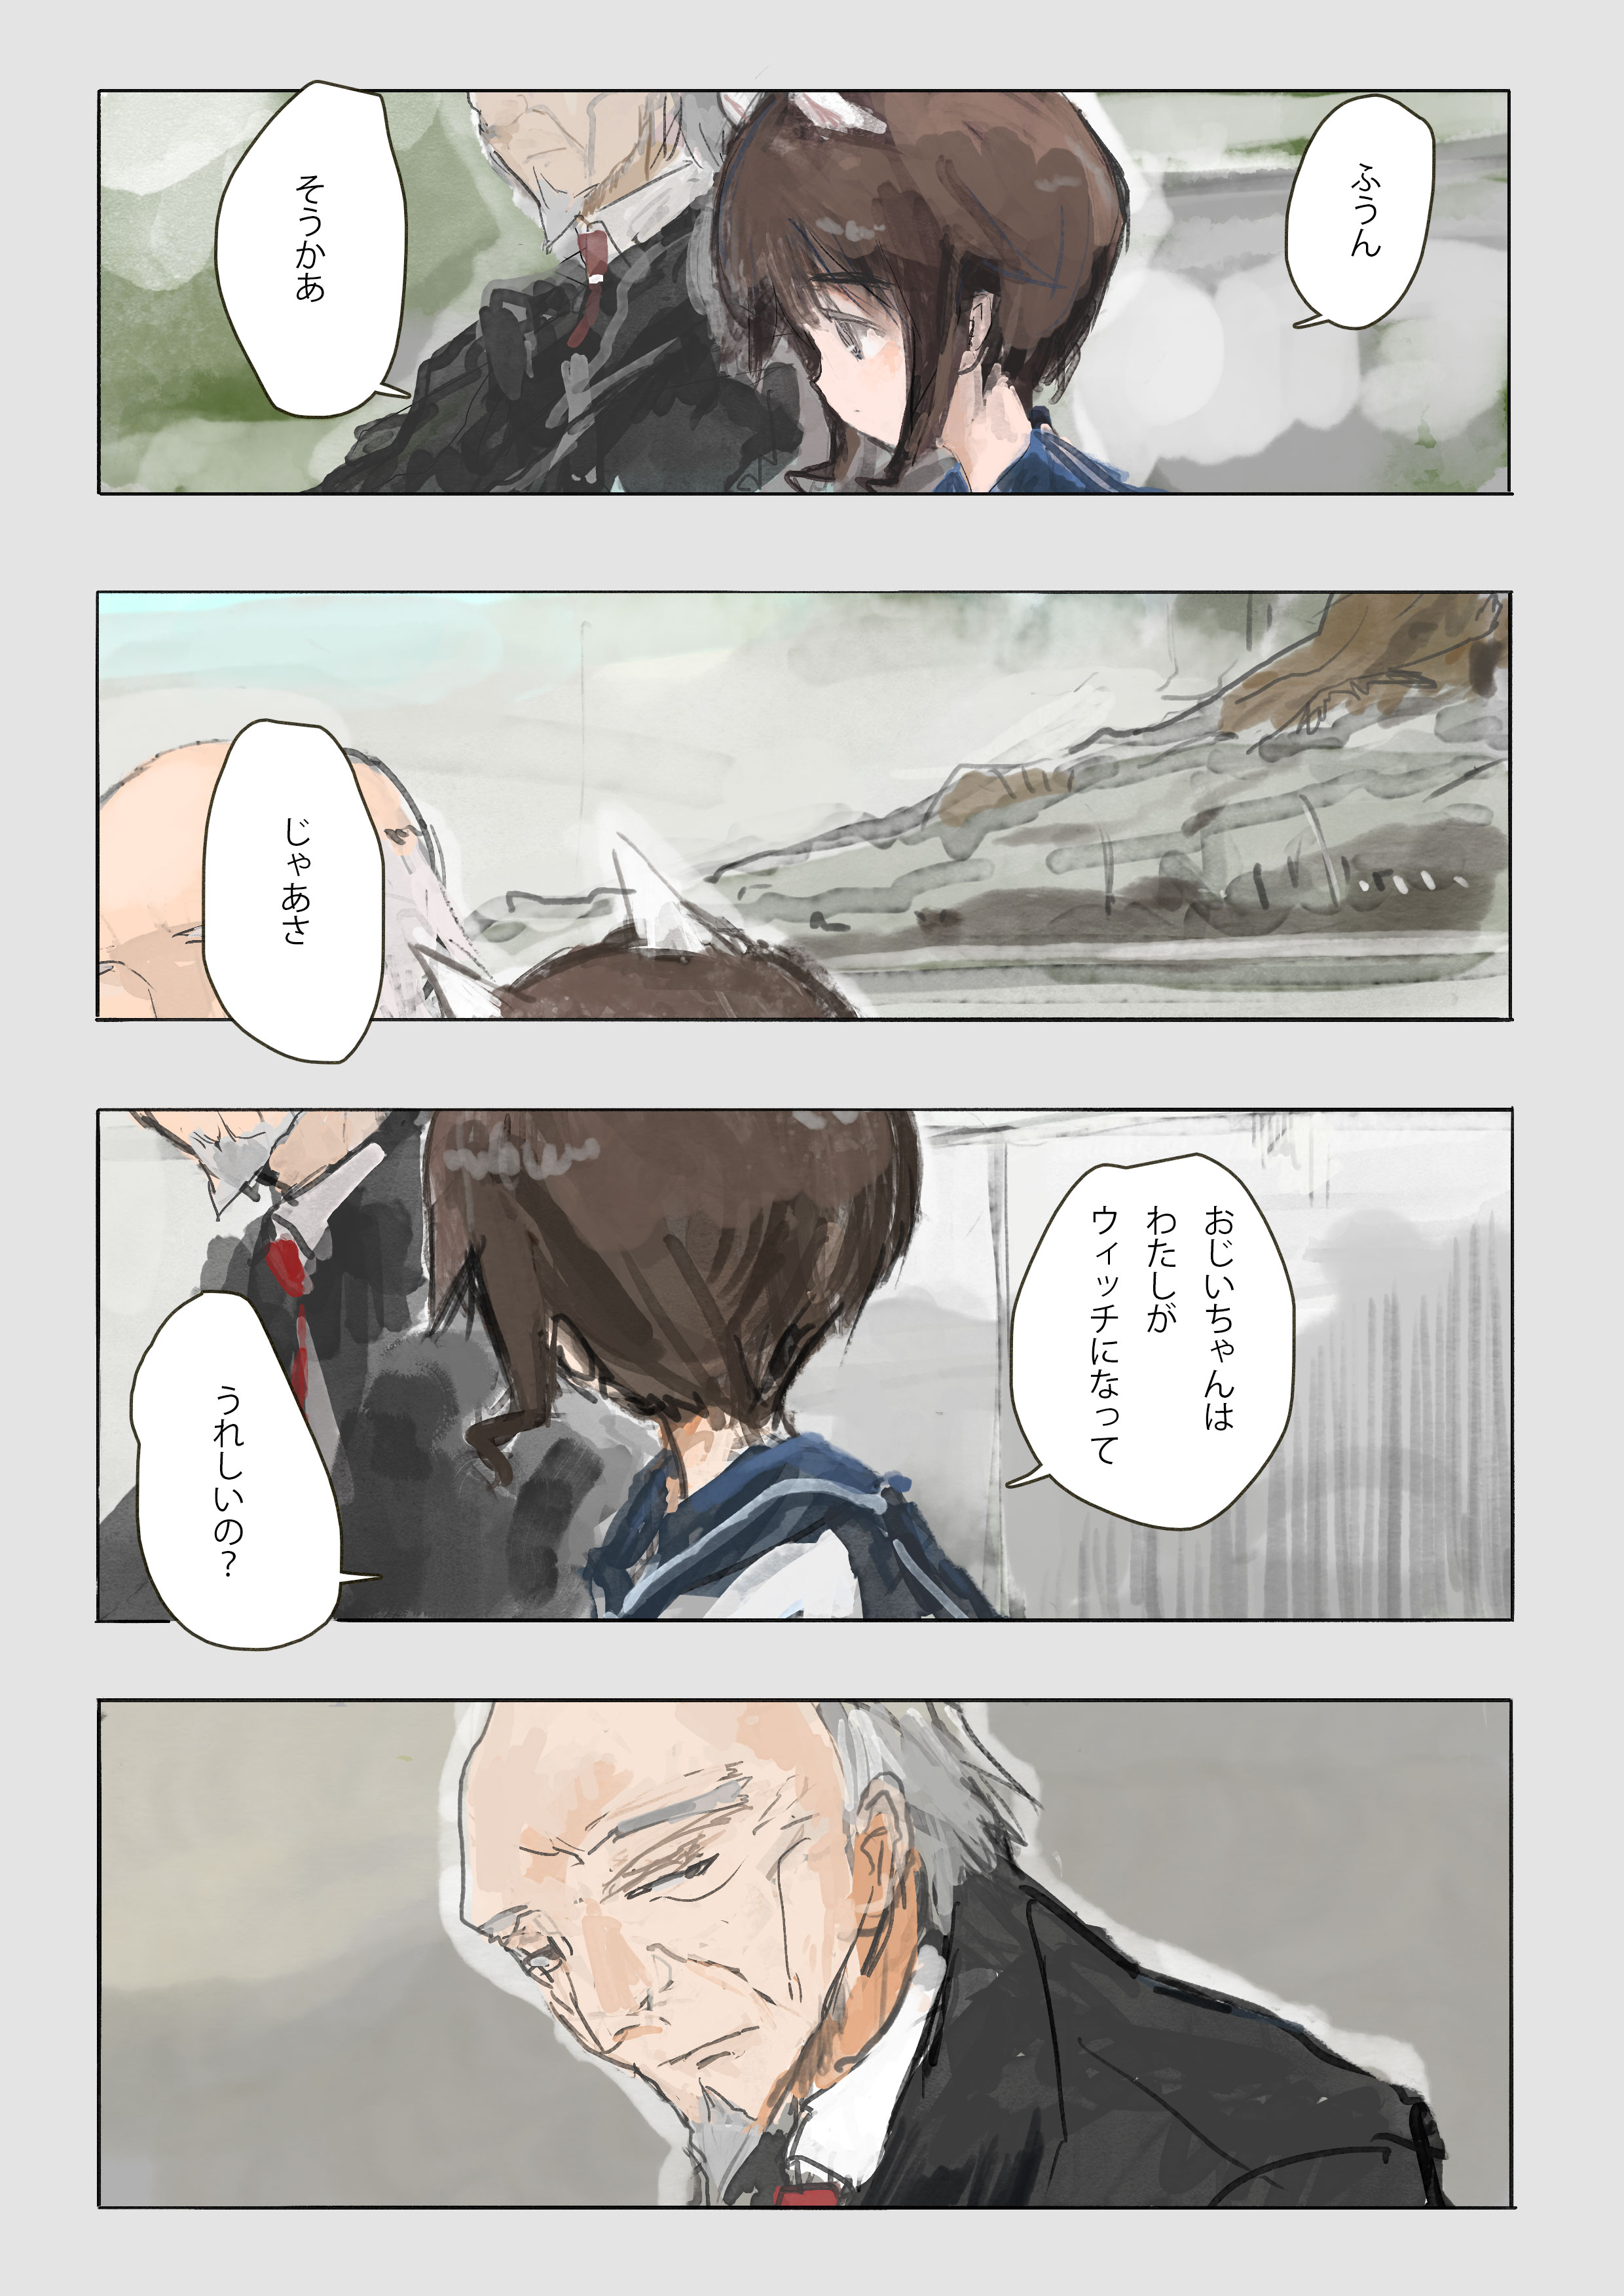 ふうん
そうかあ
じゃあさ
おじいちゃんは
わたしが
ウィッチになって
うれしいの？